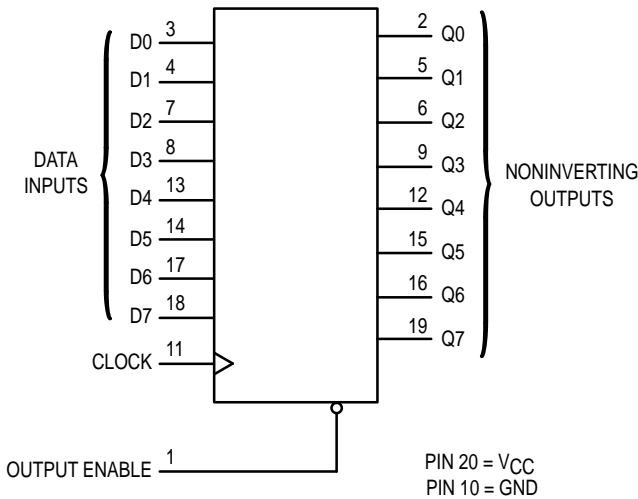 D0 3
D1 4
D2 7
D3 8
D4 13
D5 14
D6 17
D7 18
DATA
INPUTS
CLOCK 11
OUTPUT ENABLE 1
2 Q0
5 Q1
6 Q2
9 Q3
12 Q4
15 Q5
16 Q6
19 Q7
NONINVERTING
OUTPUTS
PIN 20 = VCC
PIN 10 = GND